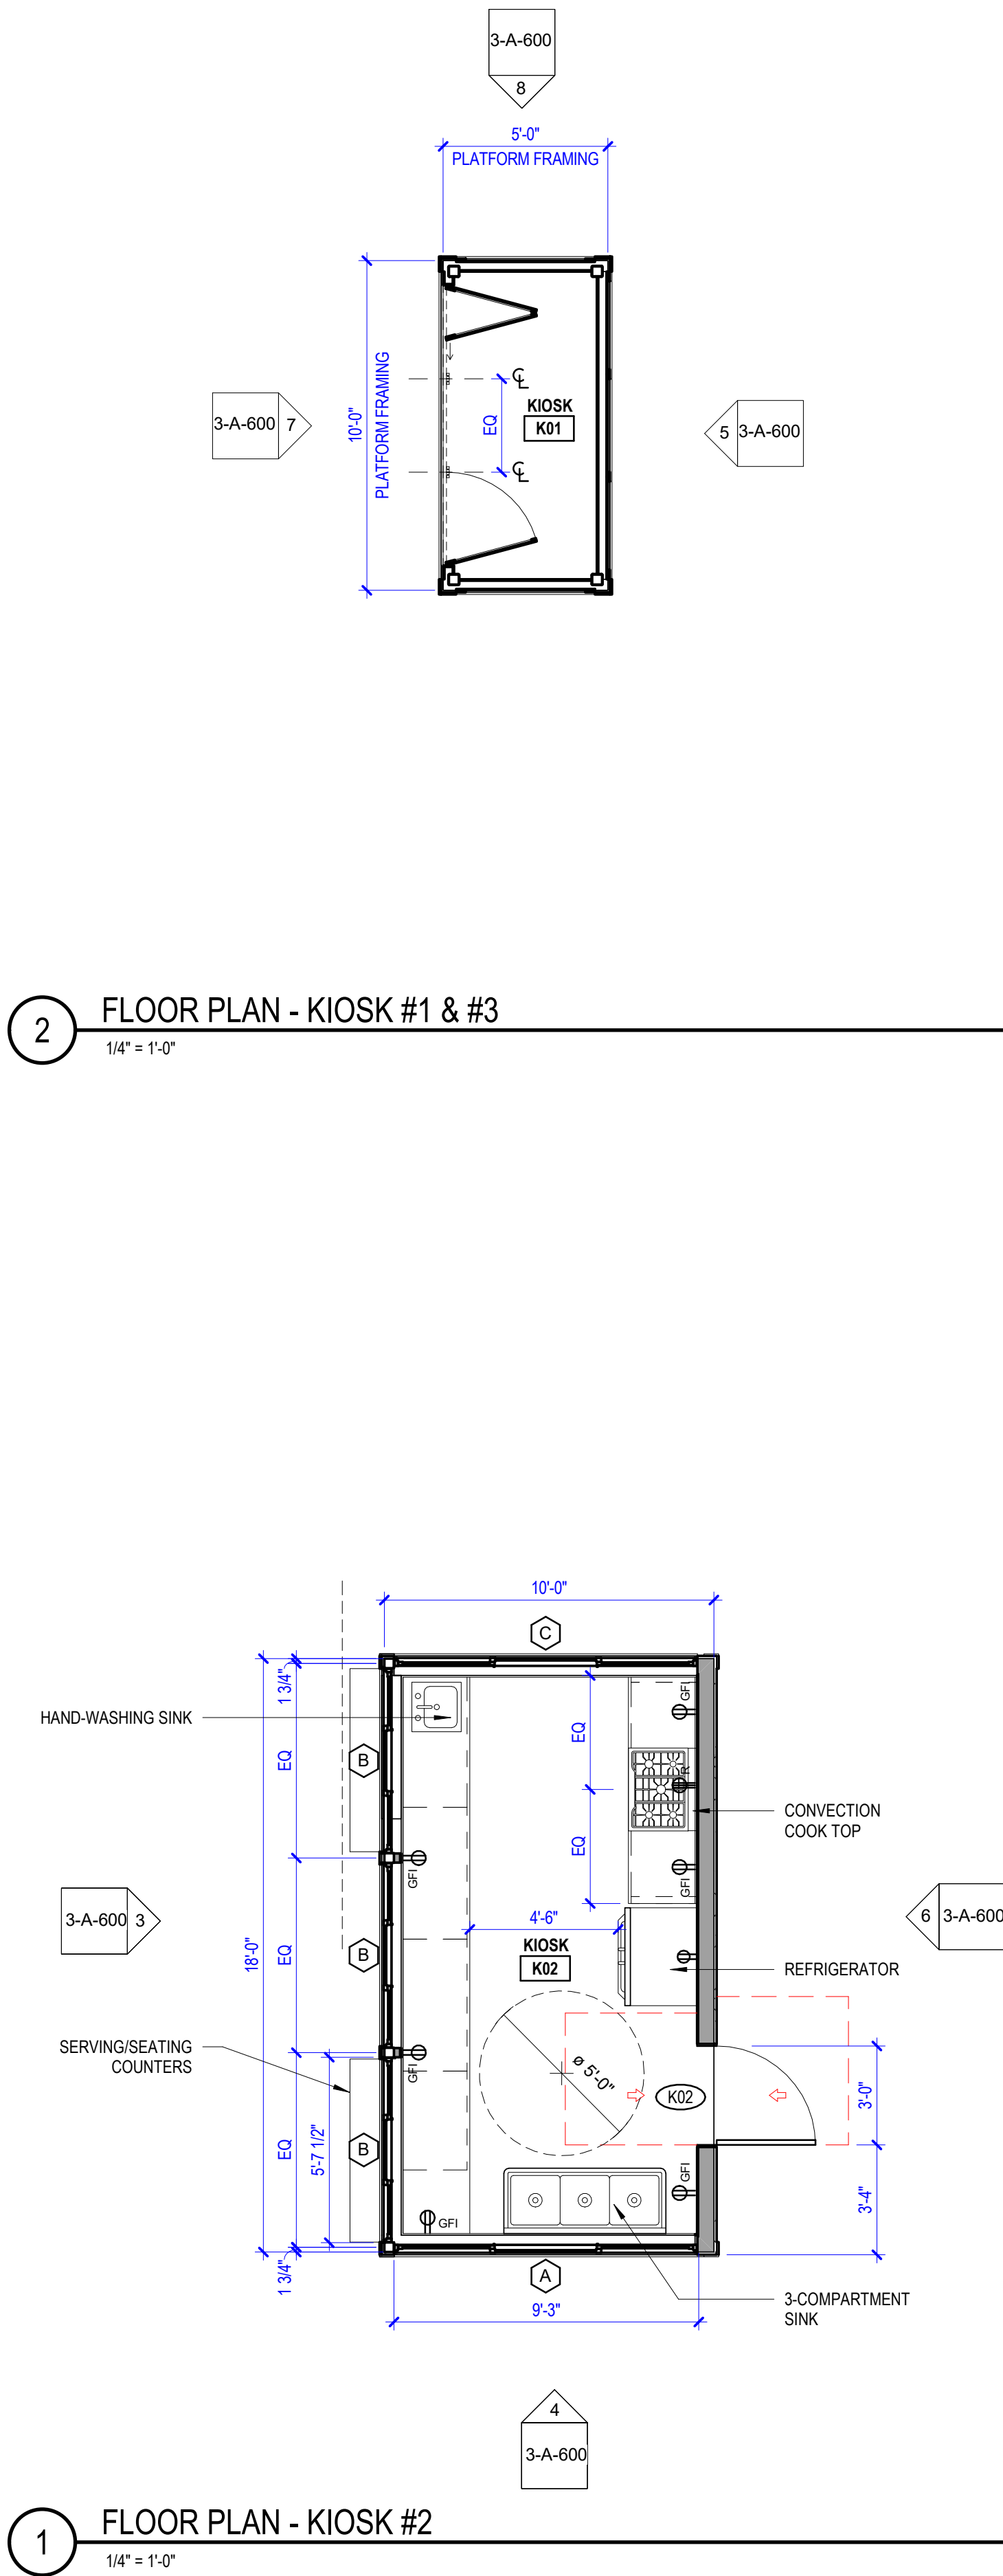 3-A-600
8
5'-0"
PLATFORM FRAMING
10'-0"
PLATFORM FRAMING
3-A-600 7
EQ
KIOSK
K01
5 3-A-600
2
FLOOR PLAN - KIOSK #1 & #3
1/4" = 1'-0"
10'-0"
C
1 3/4"
HAND-WASHING SINK
EQ
B
EQ
GFI
R
CONVECTION
COOK TOP
EQ
GFI
GFI
3-A-600 3
18'-0"
EQ
B
4'-6"
KIOSK
K02
REFRIGERATOR
6 3-A-600
SERVING/SEATING
COUNTERS
GFI
ø 5'-0"
K02
3'-0"
EQ
5'-7 1/2"
B
GFI
GFI
3'-4"
1 3/4"
A
9'-3"
3-COMPARTMENT
SINK
4
3-A-600
1
FLOOR PLAN - KIOSK #2
1/4" = 1'-0"